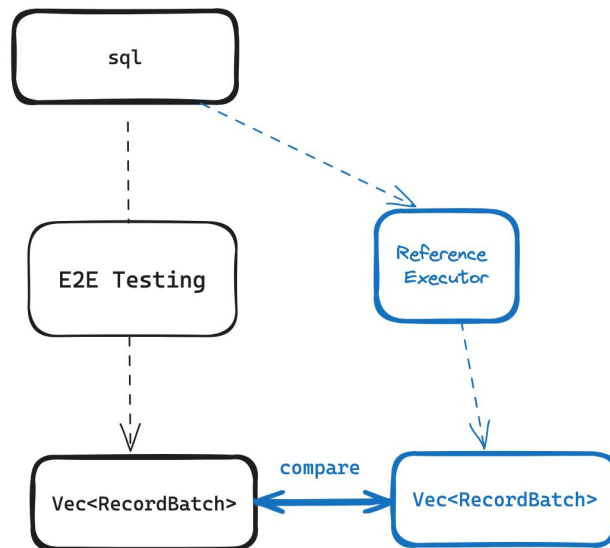 sql
E2E Testing
Reference
Executor
compare
Vec<RecordBatch>
Vec<RecordBatch>